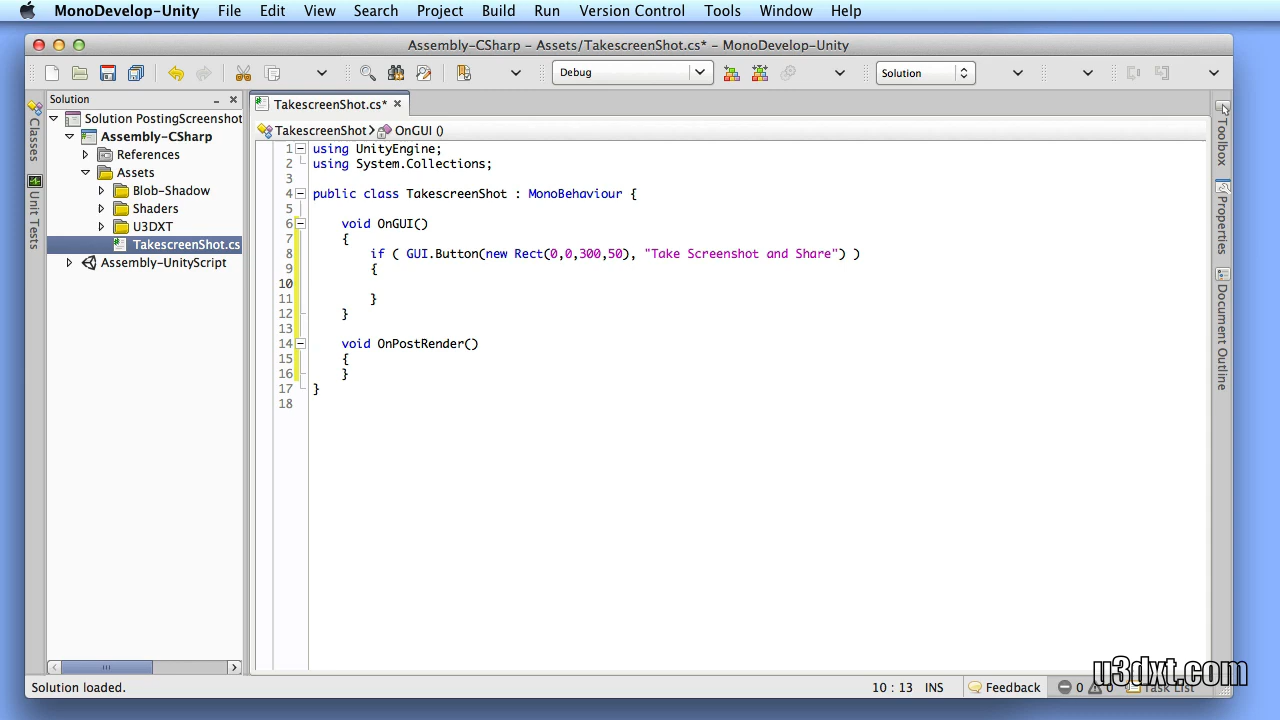 MonoDevelop-Unity File Edit View Search Project Build Run Version Control Tools Window Help
Assembly-CSharp – Assets/TakescreenShot.cs* – MonoDevelop-Unity
Debug
Solution
Solution
TakescreenShot.cs*
Solution PostingScreenshot
Assembly-CSharp
References
Assets
Blob-Shadow
Shaders
U3DXT
TakescreenShot.cs
Assembly-UnityScript
Classes
Unit Tests
TakescreenShot OnGUI ()
1 using UnityEngine;
2 using System.Collections;
3
4 public class TakescreenShot : MonoBehaviour {
5
6 void OnGUI()
7 {
8 if ( GUI.Button(new Rect(0,0,300,50), "Take Screenshot and Share") )
9 {
10
11 }
12 }
13
14 void OnPostRender()
15 {
16 }
17 }
18
Toolbox
Properties
Document Outline
Solution loaded.
10 : 13 INS
Feedback
0 0 Task List
u3dxt.com